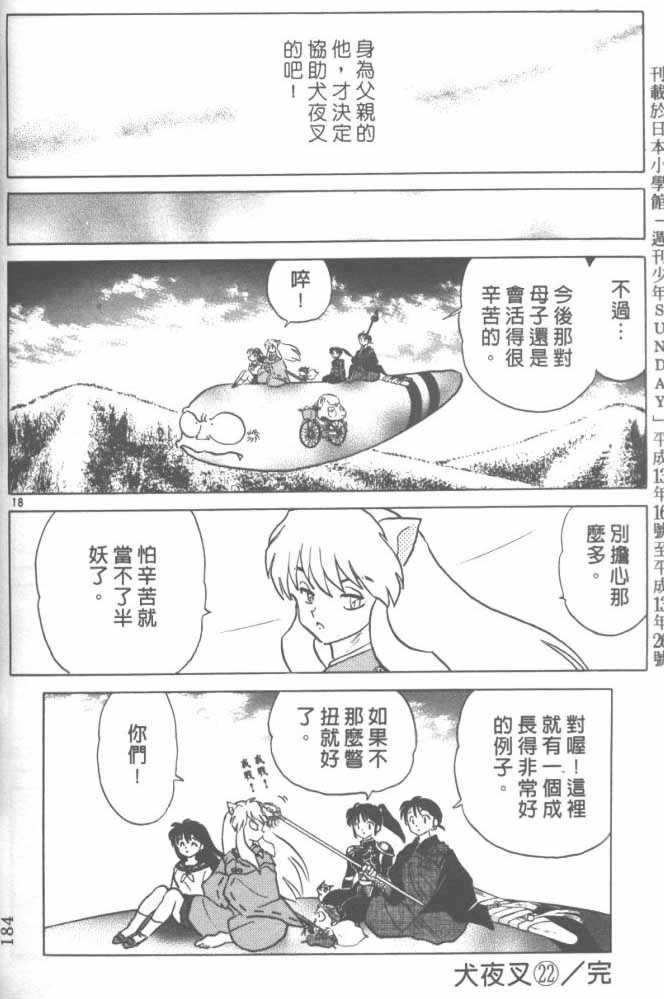 身為父親的
他，才決定
協助犬夜叉
的吧！
不過…
今後那對
母子還是
會活得很
辛苦的。
啐！
18
別擔心那
麼多。
怕辛苦就
當不了半
妖了。
對喔！這裡
就有一個成
長得非常好
的例子。
如果不
那麼彆
扭就好
了。
你們！
184
犬夜叉㉒／完
刊載於日本小學館「週刊少年SUNDAY」平成13年16號至平成13年26號